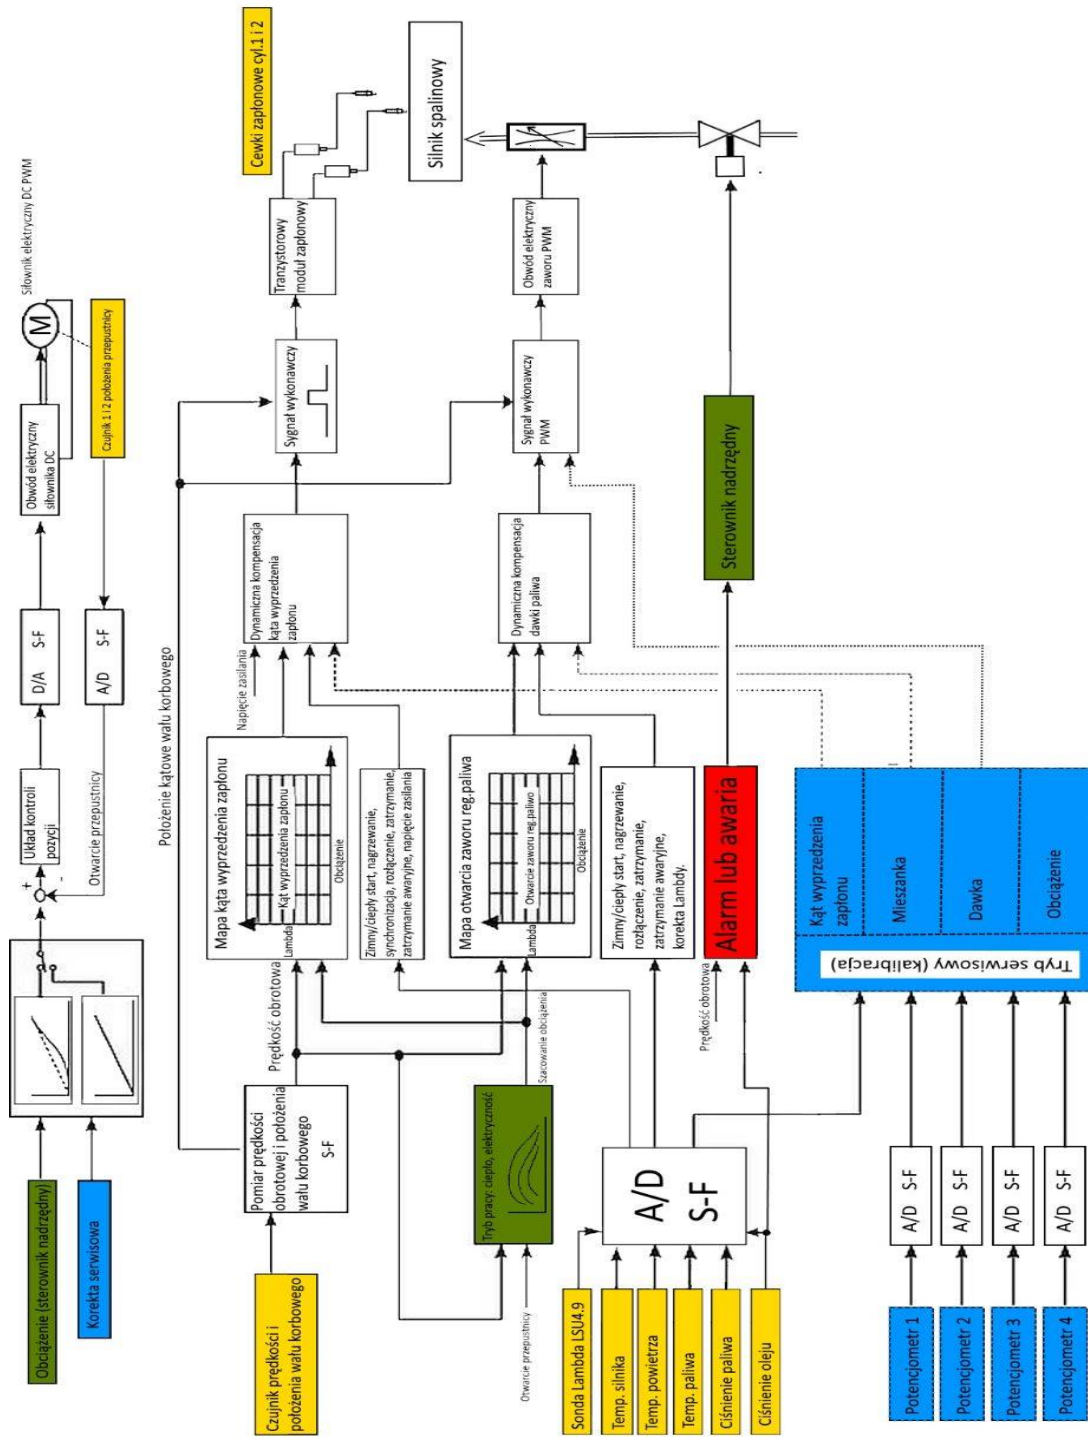 Obciążenie (sterownik nadrzędny)
Korekta serwisowa
+
-
Układ kontroli
pozycji
Otwarcie przepustnicy
D/A S-F
A/D S-F
Obwód elektryczny
siłownika DC
M
Siłownik elektryczny DC PWM
Czujnik 1 i 2 położenia przepustnicy
Położenie kątowe wału korbowego
Czujnik prędkości i
położenia wału korbowego
Pomiar prędkości
obrotowej i położenia
wału korbowego
S-F
Prędkość obrotowa
Mapa kąta wyprzedzenia zapłonu
Kąt wyprzedzenia zapłonu
Lambda
Obciążenie
Napięcie zasilania
Dynamiczna kompensacja
kąta wyprzedzenia
zapłonu
Sygnał wykonawczy
Tranzystorowy
moduł zapłonowy
Cewki zapłonowe cyl.1 i 2
Zimny/ciepły start, nagrzewanie,
synchronizacja, rozłączenie, zatrzymanie,
zatrzymanie awaryjne, napięcie zasilania
Silnik spalinowy
Otwarcie przepustnicy
Tryb pracy: ciepło, elektryczność
Szacowanie obciążenia
Mapa otwarcia zaworu reg.paliwa
Otwarcie zaworu reg.paliwo
Lambda
Obciążenie
Dynamiczna kompensacja
dawki paliwa
Sygnał wykonawczy
PWM
Obwód elektryczny
zaworu PWM
Sonda Lambda LSU4.9
Temp. silnika
Temp. powietrza
Temp. paliwa
Ciśnienie paliwa
Ciśnienie oleju
A/D
S-F
Zimny/ciepły start, nagrzewanie,
rozłączenie, zatrzymanie,
zatrzymanie awaryjne,
korekta Lambdy.
Prędkość obrotowa
Alarm lub awaria
Sterownik nadrzędny
Potencjometr 1
Potencjometr 2
Potencjometr 3
Potencjometr 4
A/D S-F
A/D S-F
A/D S-F
A/D S-F
Tryb serwisowy (kalibracja)
Kąt wyprzedzenia
zapłonu
Mieszanka
Dawka
Obciążenie